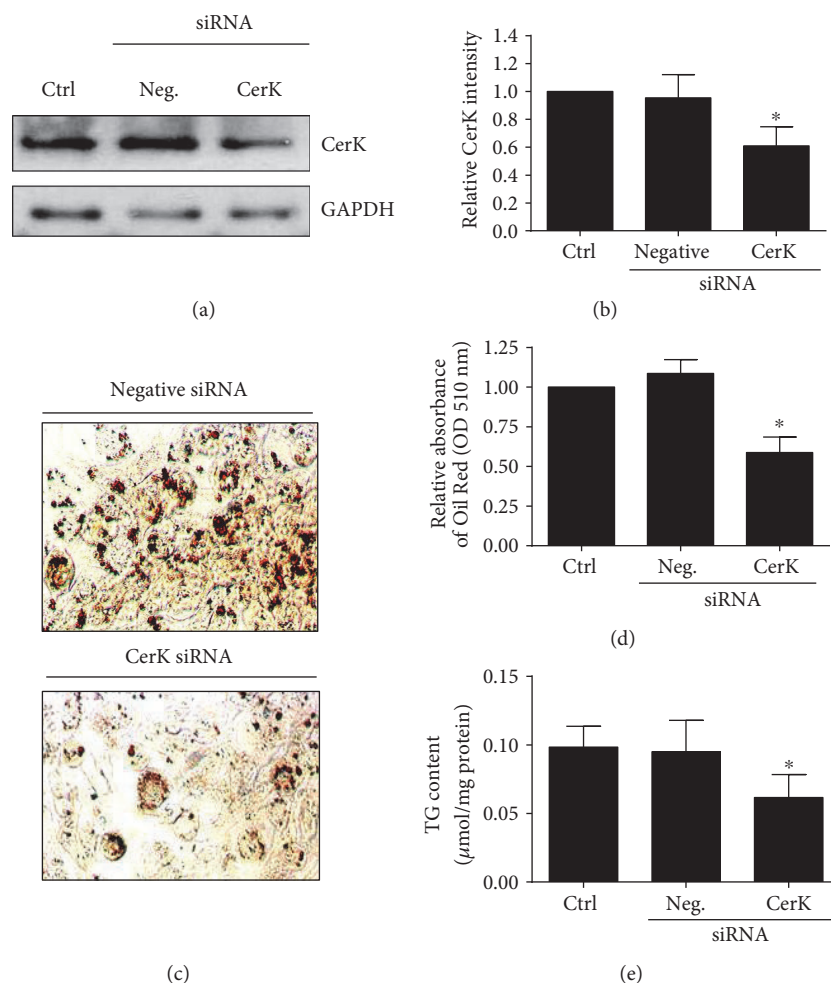 siRNA
Ctrl Neg. CerK
CerK
GAPDH
(a)
Relative CerK intensity
1.4
1.2
1.0
0.8
0.6
0.4
0.2
0.0
*
Ctrl Negative CerK
siRNA
(b)
Negative siRNA
CerK siRNA
(c)
Relative absorbance
of Oil Red (OD 510 nm)
1.25
1.00
0.75
0.50
0.25
0.00
*
Ctrl Neg. CerK
siRNA
(d)
TG content
(μmol/mg protein)
0.15
0.10
0.05
0.00
*
Ctrl Neg. CerK
siRNA
(e)